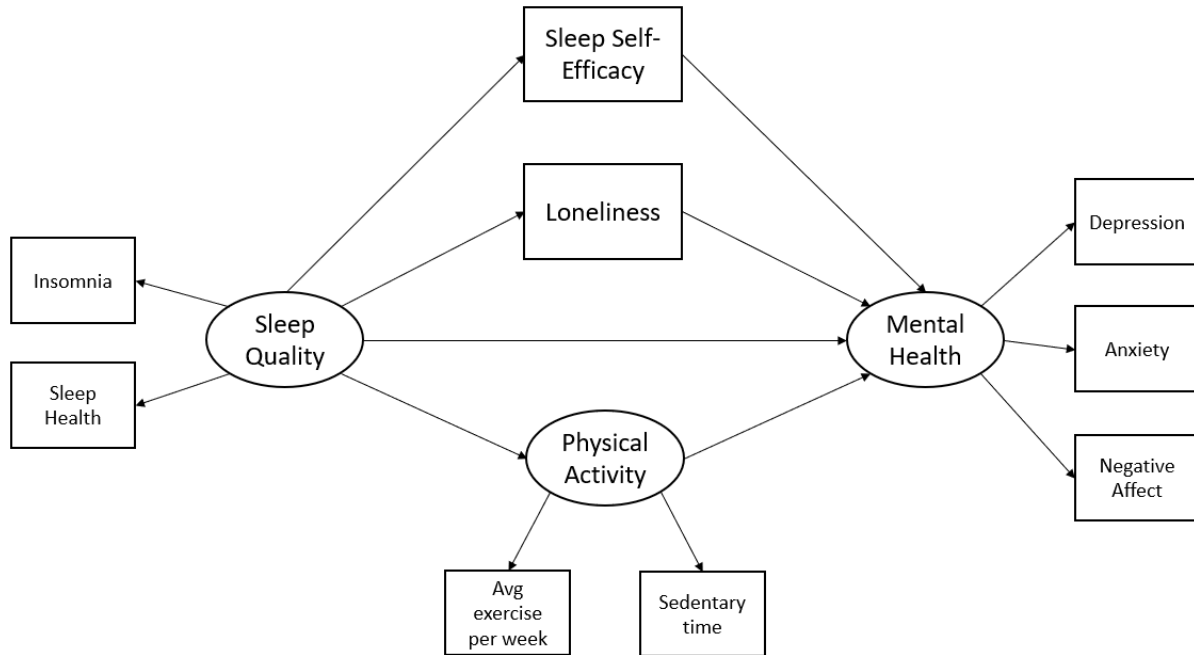 Sleep Self-
Efficacy
Loneliness
Depression
Insomnia
Sleep
Quality
Mental
Health
Anxiety
Sleep
Health
Physical
Activity
Negative
Affect
Avg
exercise
per week
Sedentary
time